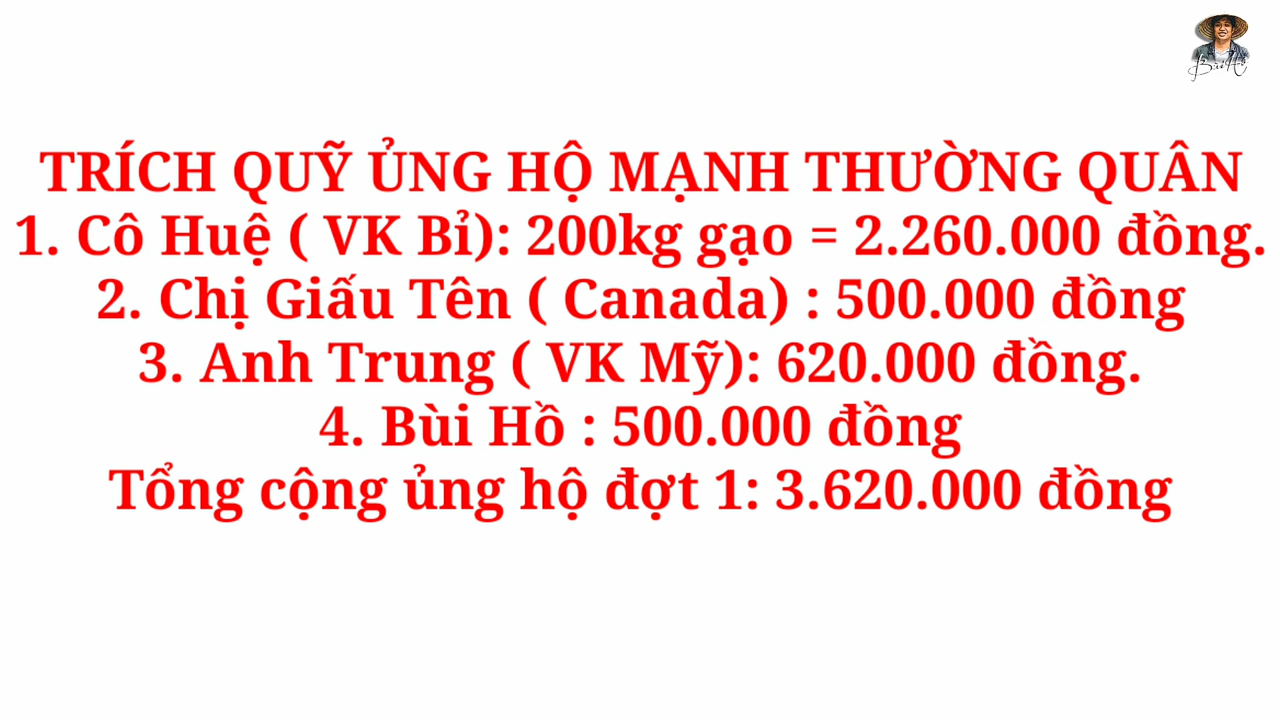 Bùi Hồ
TRÍCH QUỸ ỦNG HỘ MẠNH THƯỜNG QUÂN
1. Cô Huệ ( VK Bỉ): 200kg gạo = 2.260.000 đồng.
2. Chị Giấu Tên ( Canada) : 500.000 đồng
3. Anh Trung ( VK Mỹ): 620.000 đồng.
4. Bùi Hồ : 500.000 đồng
Tổng cộng ủng hộ đợt 1: 3.620.000 đồng